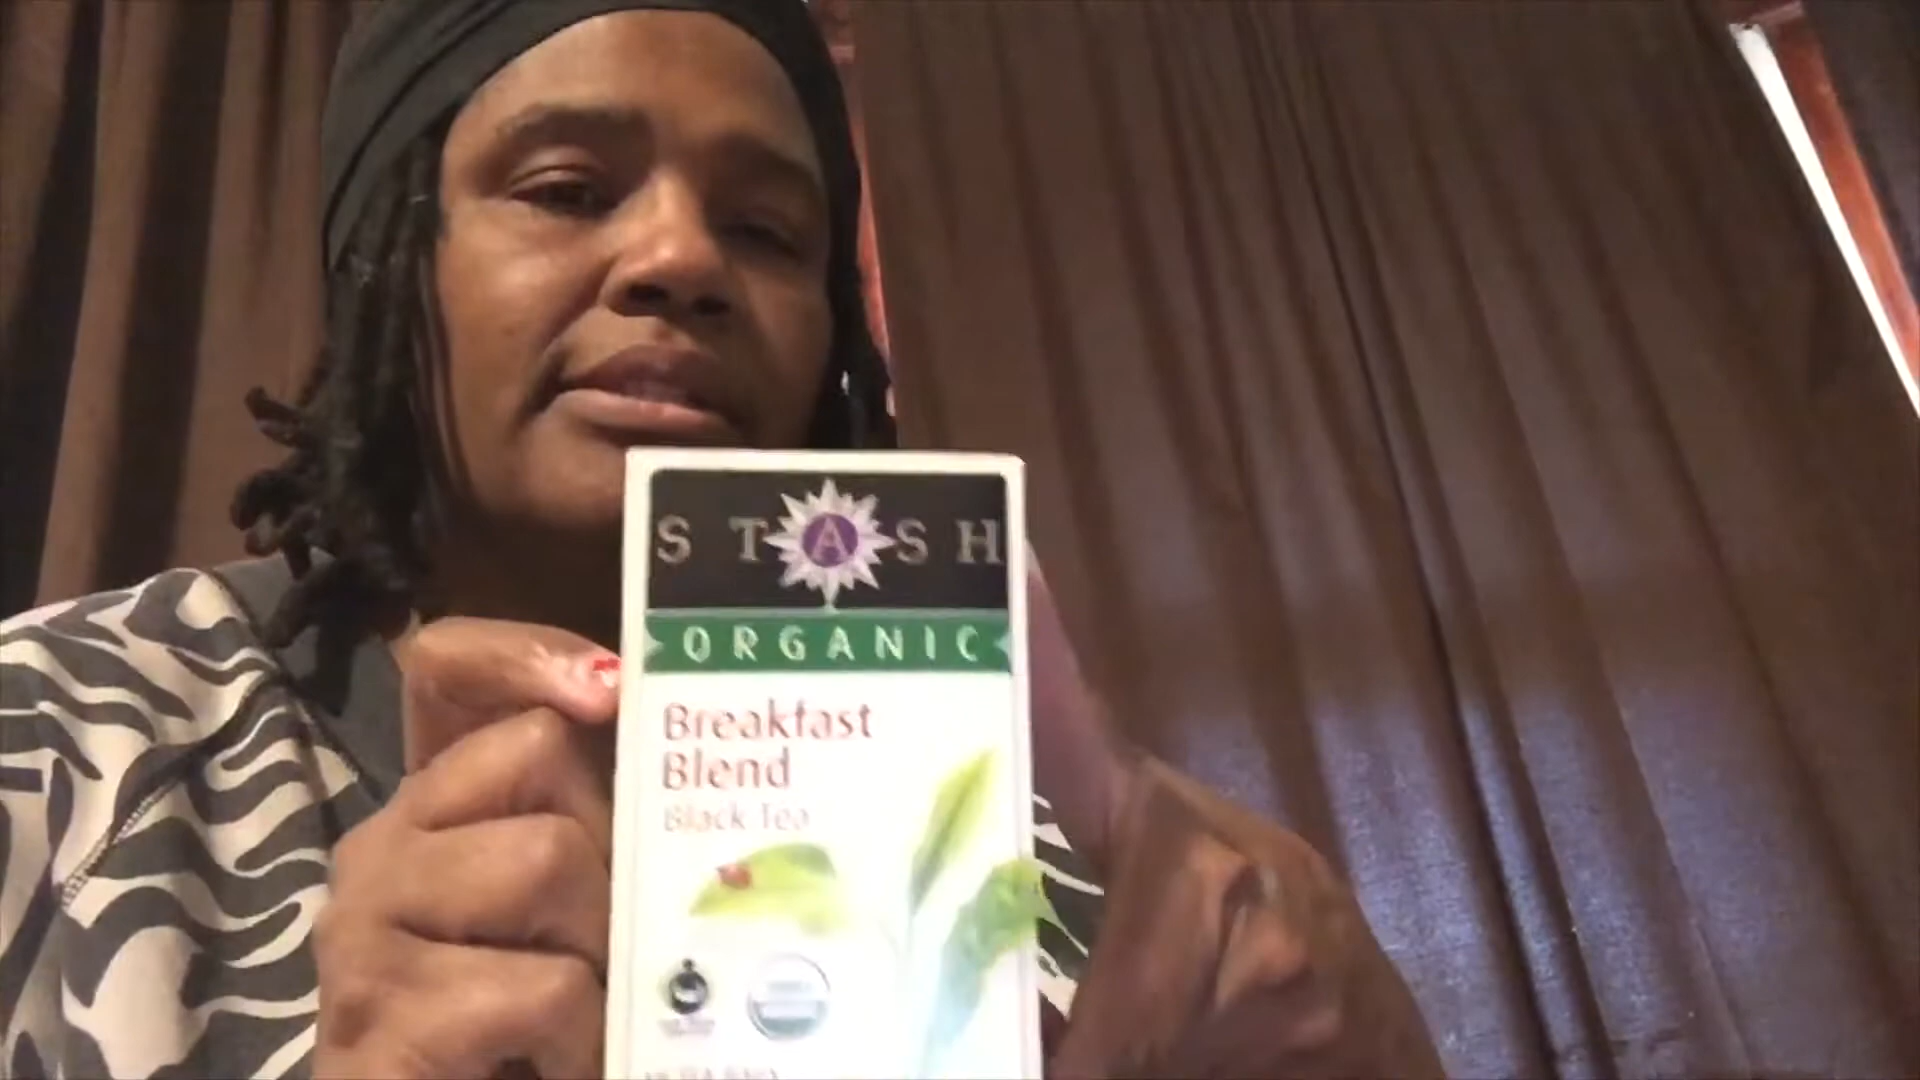 STASH
ORGANIC
Breakfast
Blend
Black Tea